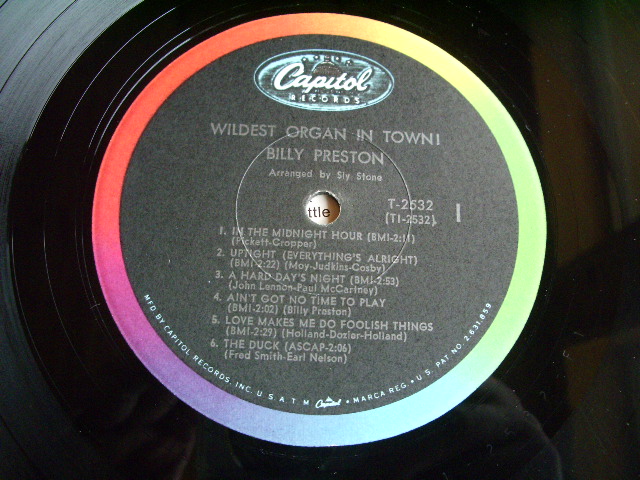 Capitol
RECORDS
WILDEST ORGAN IN TOWN!
BILLY PRESTON
Arranged by Sly Stone
ttle
T-2532
(T1-2532)
1
1. IN THE MIDNIGHT HOUR (BMI-2:11)
(Pickett-Cropper)
2. UPTIGHT (EVERYTHING'S ALRIGHT)
(BMI-2:22) (Moy-Judkins-Cosby)
3. A HARD DAY'S NIGHT (BMI-2:53)
(John Lennon-Paul McCartney)
4. AIN'T GOT NO TIME TO PLAY
(BMI-2:02) (Billy Preston)
5. LOVE MAKES ME DO FOOLISH THINGS
(BMI-2:29) (Holland-Dozier-Holland)
6. THE DUCK (ASCAP-2:06)
(Fred Smith-Earl Nelson)
MFD BY CAPITOL RECORDS, INC. U.S.A. T.M. Capitol • MARCA REG. • U.S. PAT. NO. 2,631,859